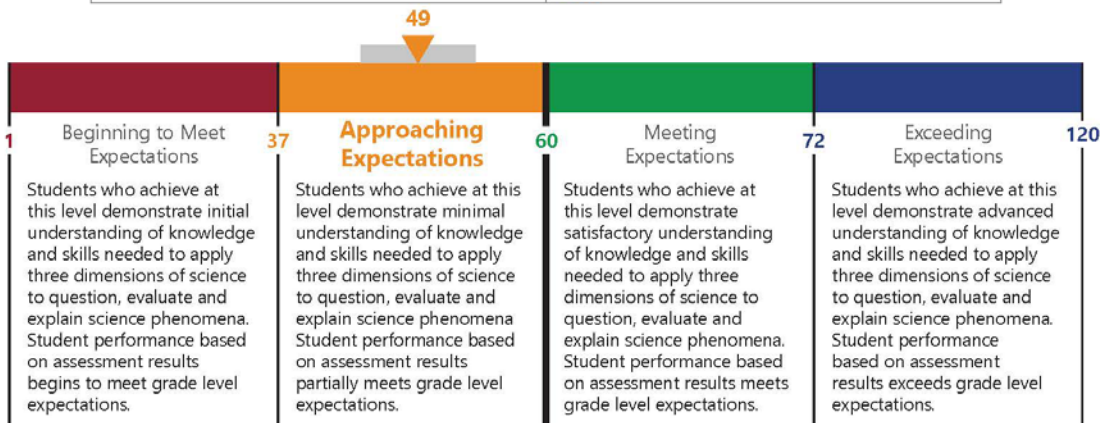 49
1
Beginning to Meet
Expectations
37
Approaching
Expectations
60
Meeting
Expectations
72
Exceeding
Expectations
120
Students who achieve at
this level demonstrate initial
understanding of knowledge
and skills needed to apply
three dimensions of science
to question, evaluate and
explain science phenomena.
Student performance based
on assessment results
begins to meet grade level
expectations.
Students who achieve at this
level demonstrate minimal
understanding of knowledge
and skills needed to apply
three dimensions of science
to question, evaluate and
explain science phenomena
Student performance based
on assessment results
partially meets grade level
expectations.
Students who achieve at
this level demonstrate
satisfactory understanding
of knowledge and skills
needed to apply three
dimensions of science to
question, evaluate and
explain science phenomena.
Student performance based
on assessment results meets
grade level expectations.
Students who achieve at this
level demonstrate advanced
understanding of knowledge
and skills needed to apply
three dimensions of science
to question, evaluate and
explain science phenomena.
Student performance
based on assessment
results exceeds grade level
expectations.